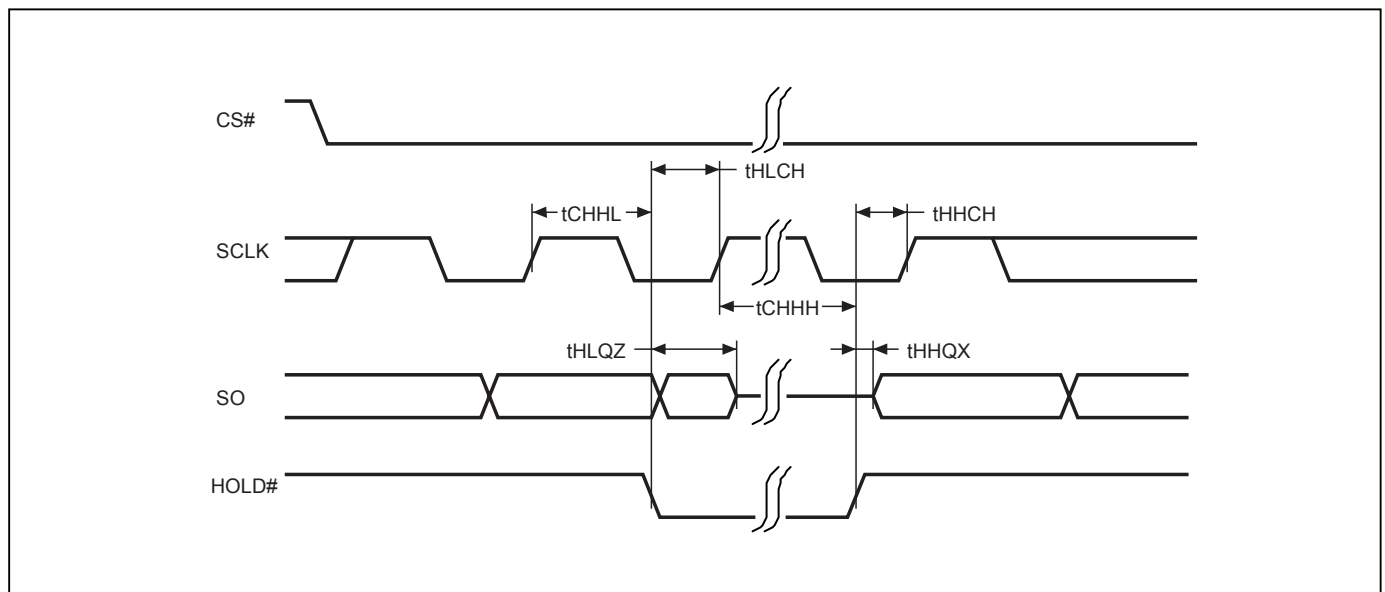 CS#
tHLCH
tCHHL
tHHCH
SCLK
tCHHH
tHLQZ
tHHQX
SO
HOLD#